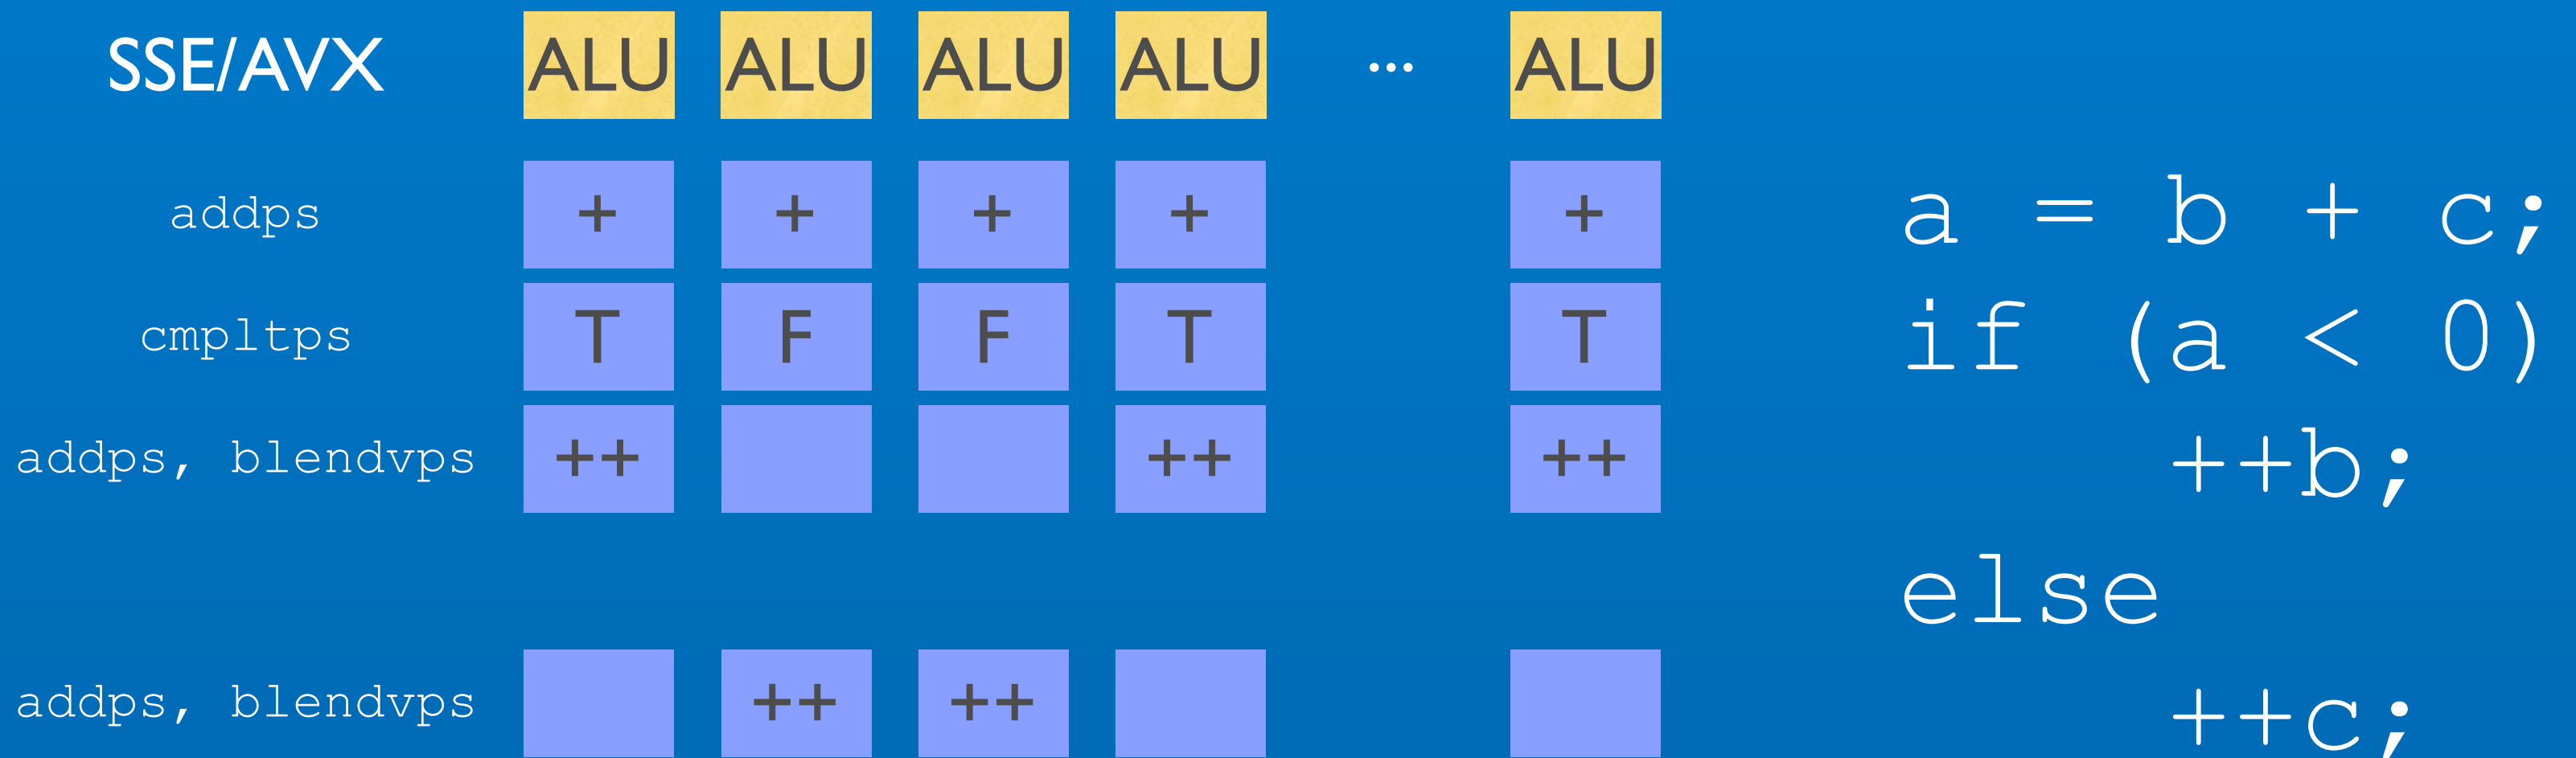 SSE/AVX ALU ALU ALU ALU ... ALU
addps + + + + + a = b + c;
cmpltps T F F T T if (a < 0)
addps, blendvps ++ ++ ++ ++b;
else
addps, blendvps ++ ++ ++c;